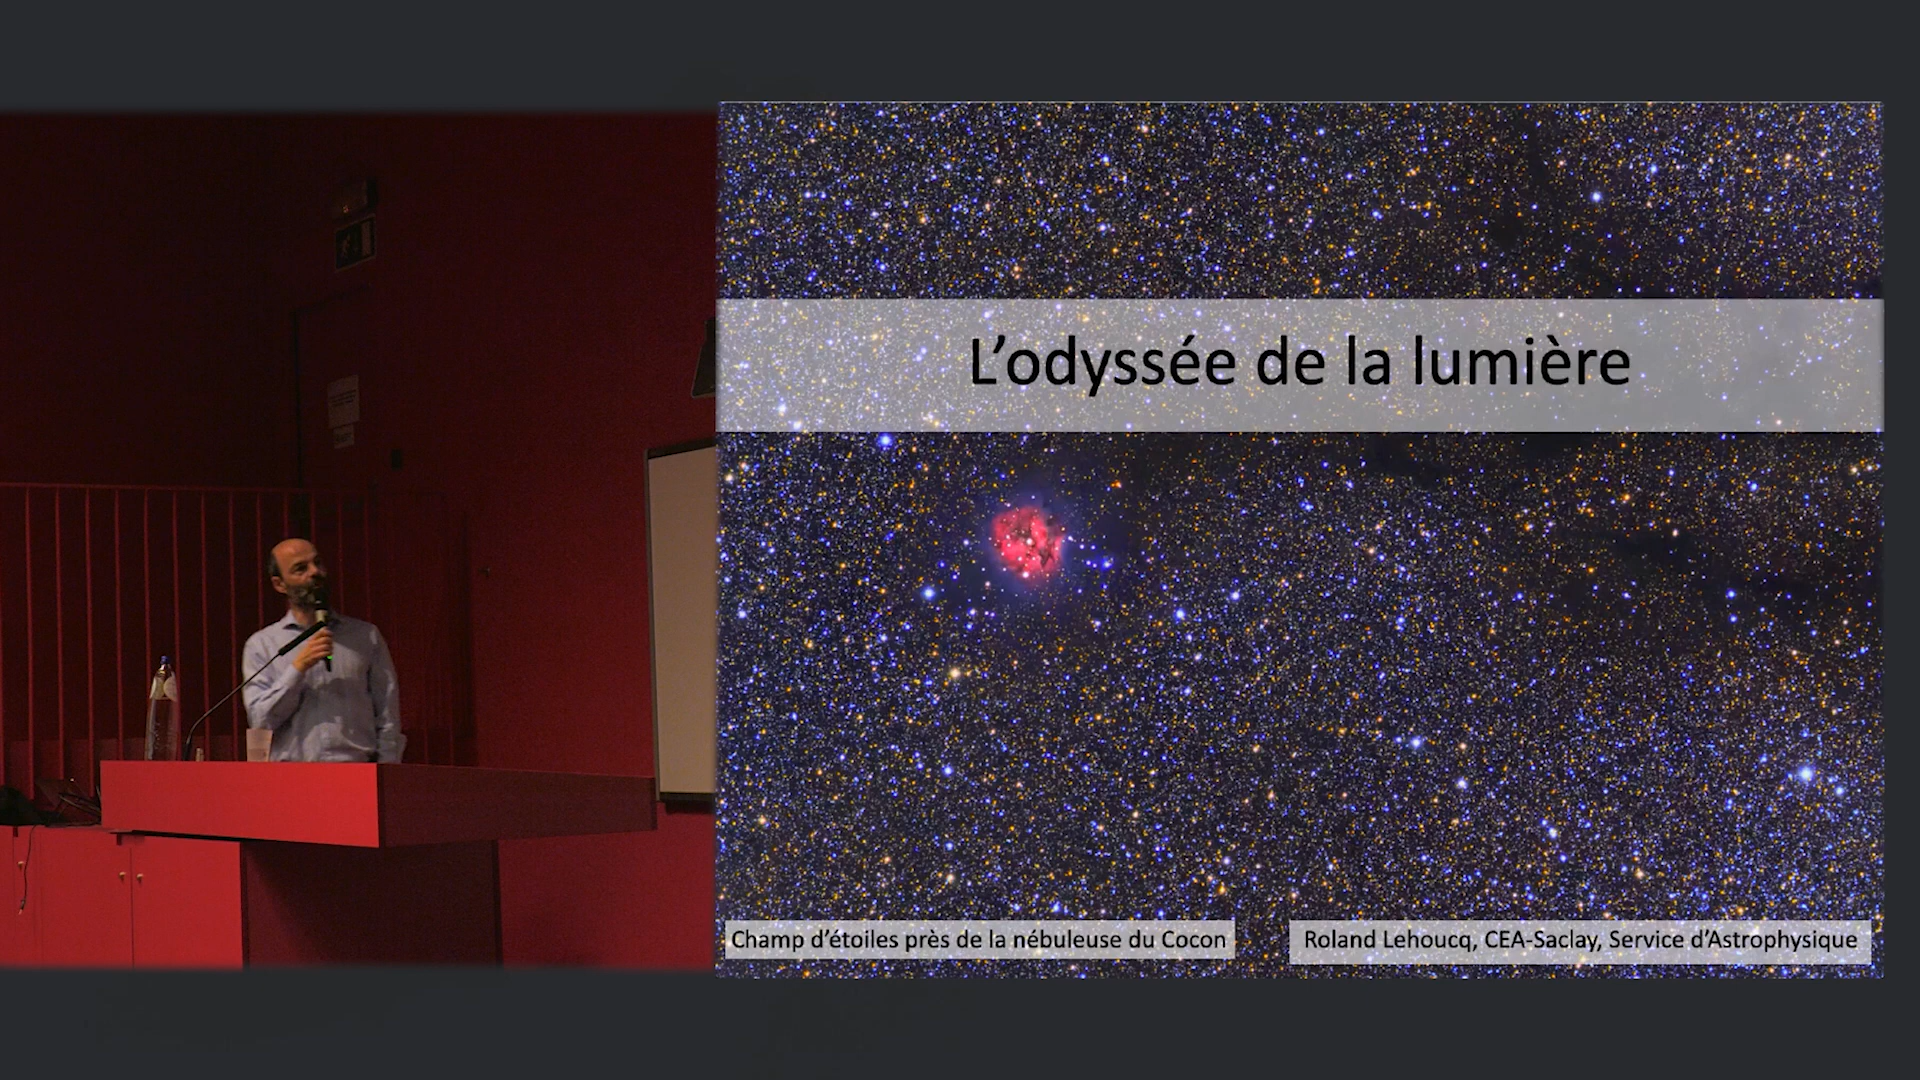 L'odyssée de la lumière
Champ d'étoiles près de la nébuleuse du Cocon
Roland Lehoucq, CEA-Saclay, Service d'Astrophysique